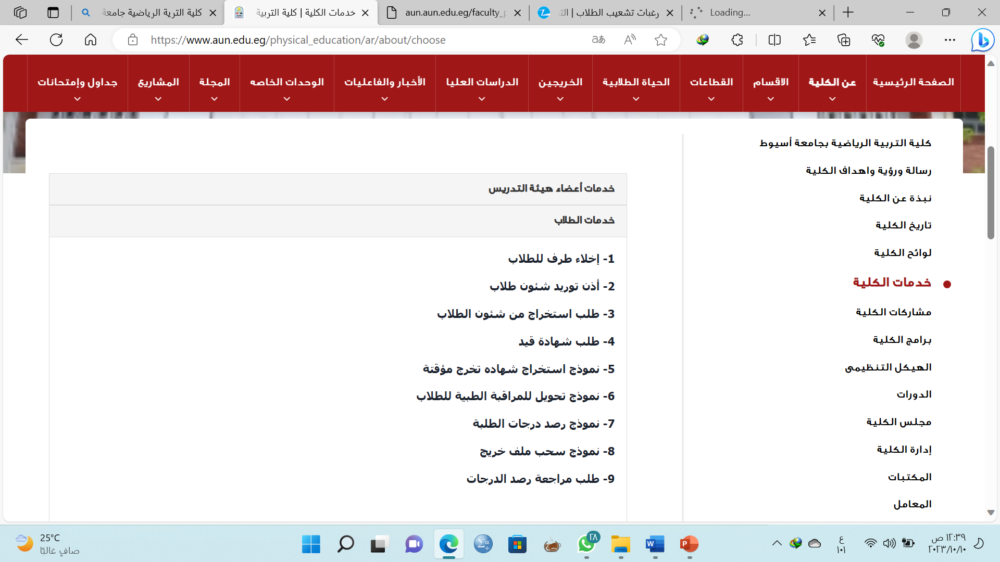 كلية الترية الرياضية جامعة
خدمات الكلية | كلية التربية
aun.aun.edu.eg/faculty_p
رغبات تشعيب الطلاب | الت
Loading...
https://www.aun.edu.eg/physical_education/ar/about/choose
الصفحة الرئيسية
عن الكلية
الاقسام
القطاعات
الحياة الطلابية
الخريجين
الدراسات العليا
الأخبار والفاعليات
الوحدات الخاصه
المجلة
المشاريع
جداول وإمتحانات
كلية التربية الرياضية بجامعة أسيوط
رسالة ورؤية واهداف الكلية
نبذة عن الكلية
تاريخ الكلية
لوائح الكلية
خدمات الكلية
مشاركات الكلية
برامج الكلية
الهيكل التنظيمى
الدورات
مجلس الكلية
إدارة الكلية
المكتبات
المعامل
خدمات أعضاء هيئة التدريس
خدمات الطلاب
1- إخلاء طرف للطلاب
2- أذن توريد شئون طلاب
3- طلب استخراج من شئون الطلاب
4- طلب شهادة قيد
5- نموذج استخراج شهاده تخرج مؤقتة
6- نموذج تحويل للمراقبة الطبية للطلاب
7- نموذج رصد درجات الطلبة
8- نموذج سحب ملف خريج
9- طلب مراجعة رصد الدرجات
25°C
صافٍ غالبًا
٢٨
ع
١٠١
١٢:٣٩ ص
٢٠٢٣/١٠/١٠